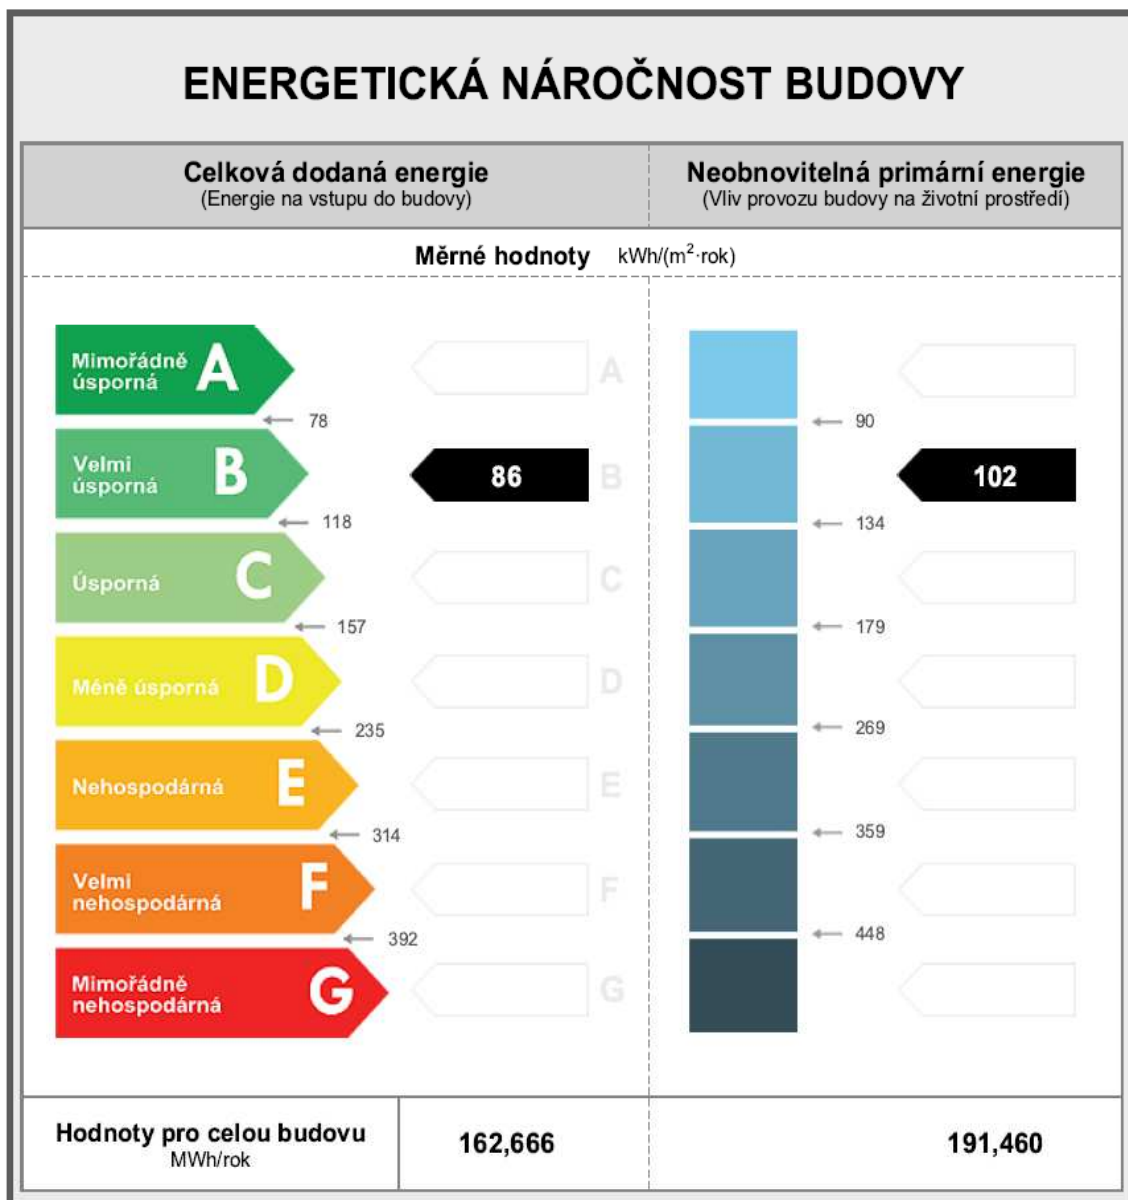 ENERGETICKÁ NÁROČNOST BUDOVY
Celková dodaná energie
(Energie na vstupu do budovy)
Neobnovitelná primární energie
(Vliv provozu budovy na životní prostředí)
Měrné hodnoty kWh/(m²·rok)
Mimořádně
úsporná
A
A
78
90
Velmi
úsporná
B
86
B
102
118
134
Úsporná
C
C
157
179
Méně úsporná
D
D
235
269
Nehospodárná
E
E
314
359
Velmi
nehospodárná
F
F
392
448
Mimořádně
nehospodárná
G
G
Hodnoty pro celou budovu
MWh/rok
162,666
191,460